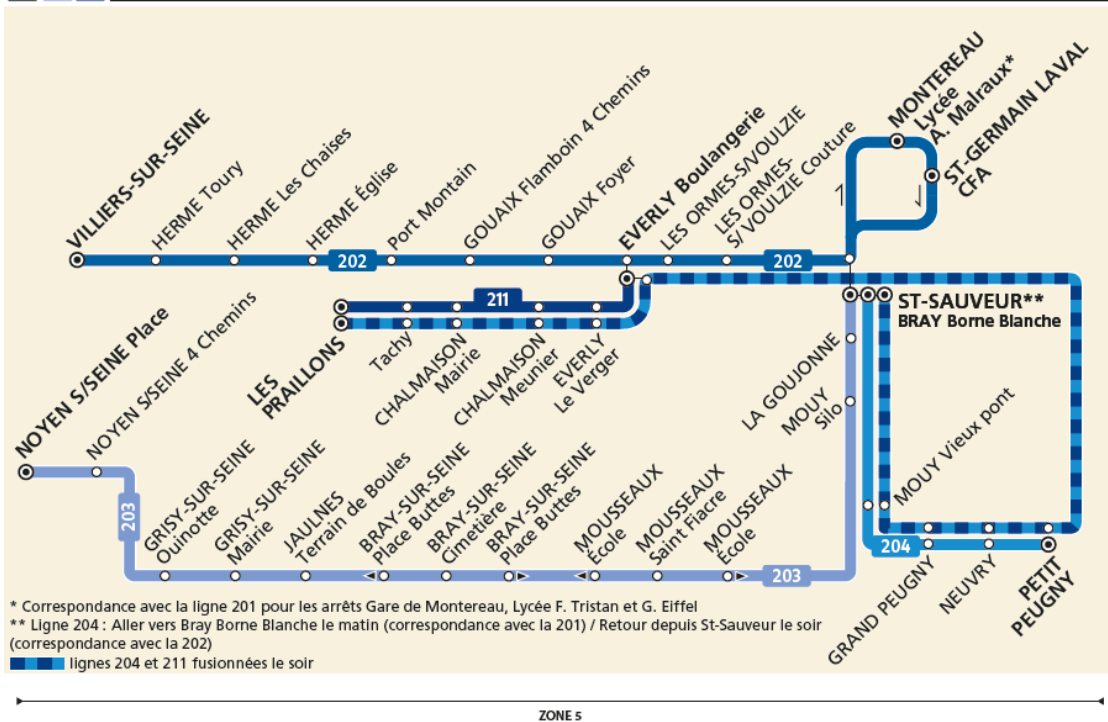 VILLIERS-SUR-SEINE
HERME Toury
HERME Les Chaises
HERME Église
Port Montain
GOUAIX Flamboin 4 Chemins
GOUAIX Foyer
EVERLY Boulangerie
LES ORMES-S/VOULZIE
LES ORMES-
S/ VOULZIE Couture
MONTEREAU
Lycée
A. Malraux*
ST-GERMAIN LAVAL
CFA
202
202
211
LES
PRAILLONS
Tachy
CHALMAISON
Mairie
CHALMAISON
Meunier
EVERLY
Le Verger
ST-SAUVEUR**
BRAY Borne Blanche
NOYEN S/SEINE Place
NOYEN S/SEINE 4 Chemins
203
GRISY-SUR-SEINE
Quinotte
GRISY-SUR-SEINE
Mairie
JAULNES
Terrain de Boules
BRAY-SUR-SEINE
Place Buttes
BRAY-SUR-SEINE
Cimetière
BRAY-SUR-SEINE
Place Buttes
MOUSSEAUX
École
MOUSSEAUX
Saint Fiacre
MOUSSEAUX
École
203
LA GOUJONNE
MOUY
Silo
MOUY Vieux pont
204
GRAND PEUGNY
NEUVRY
PETIT
PEUGNY
* Correspondance avec la ligne 201 pour les arrêts Gare de Montereau, Lycée F. Tristan et G. Eiffel
** Ligne 204 : Aller vers Bray Borne Blanche le matin (correspondance avec la 201) / Retour depuis St-Sauveur le soir
(correspondance avec la 202)
lignes 204 et 211 fusionnées le soir
ZONE 5